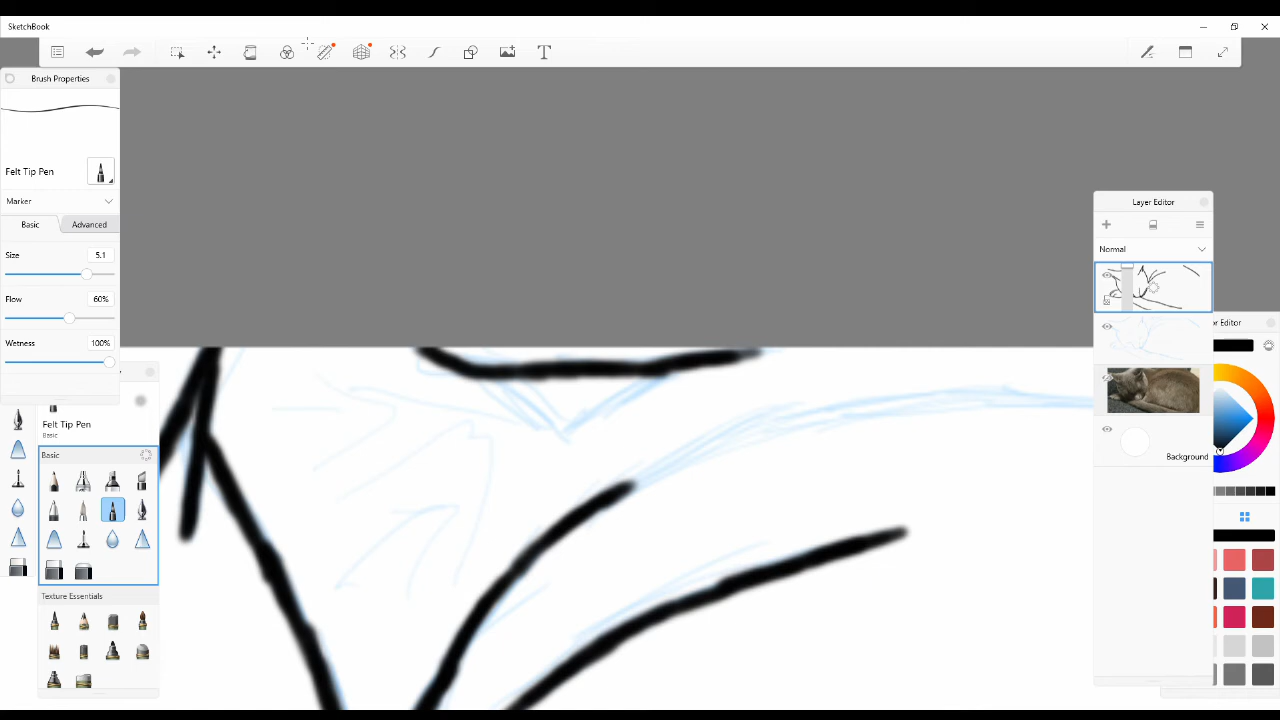 SketchBook
Brush Properties
Felt Tip Pen
Marker
Basic
Advanced
Size
5.1
Flow
60%
Wetness
100%
Felt Tip Pen
Basic
Basic
Texture Essentials
Layer Editor
Normal
Background
Editor